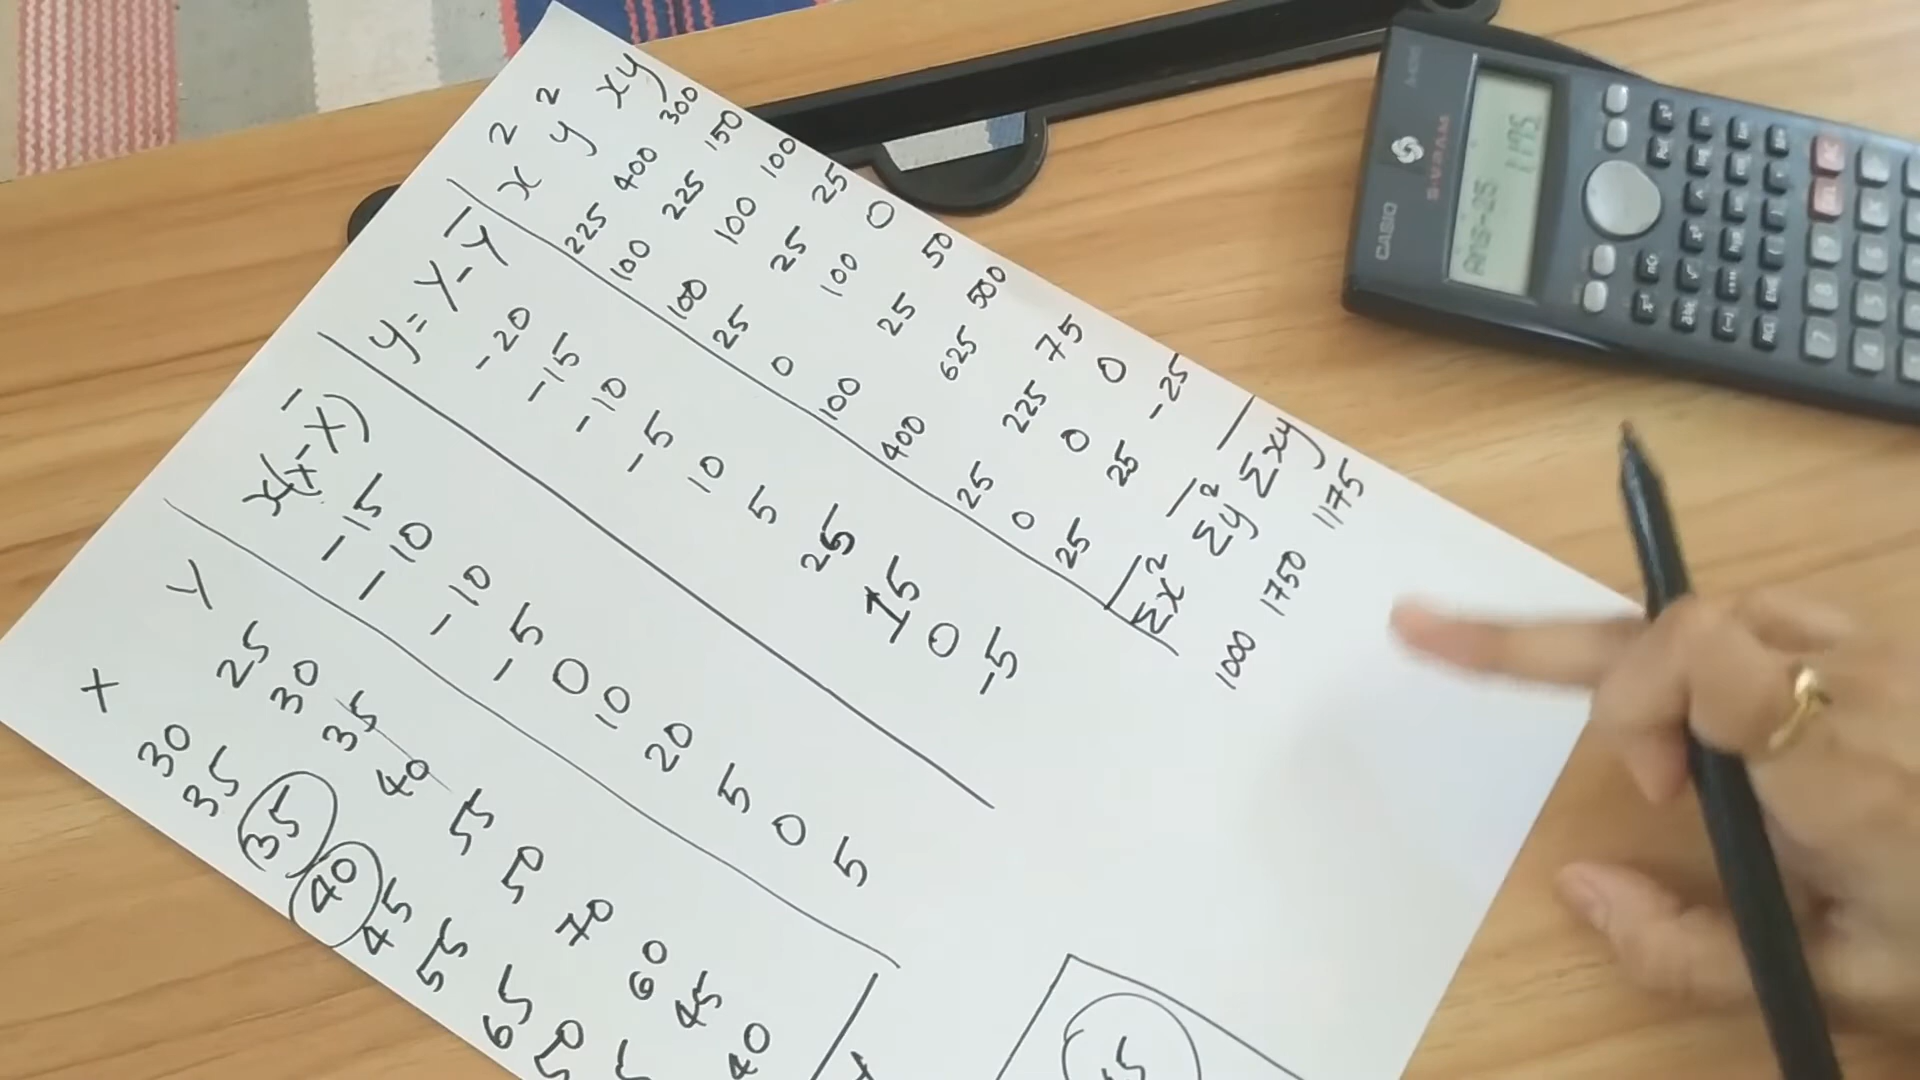 X Y x(x-X̅) y=Y-Y̅ x² y² xy
30 25 -15 -20 225 400 300
35 30 -10 -15 100 225 150
35 35 -10 -10 100 100 100
40 40 -5 -5 25 25 25
45 55 0 10 0 100 0
55 50 10 5 100 25 50
65 70 20 25 400 625 500
50 60 5 15 25 225 75
45 0 0 0 0 0
40 5 -5 25 25 -25
Σx² Σy² Σxy
1000 1750 1175
CASIO
S-V.P.A.M.
Ans-25
1175